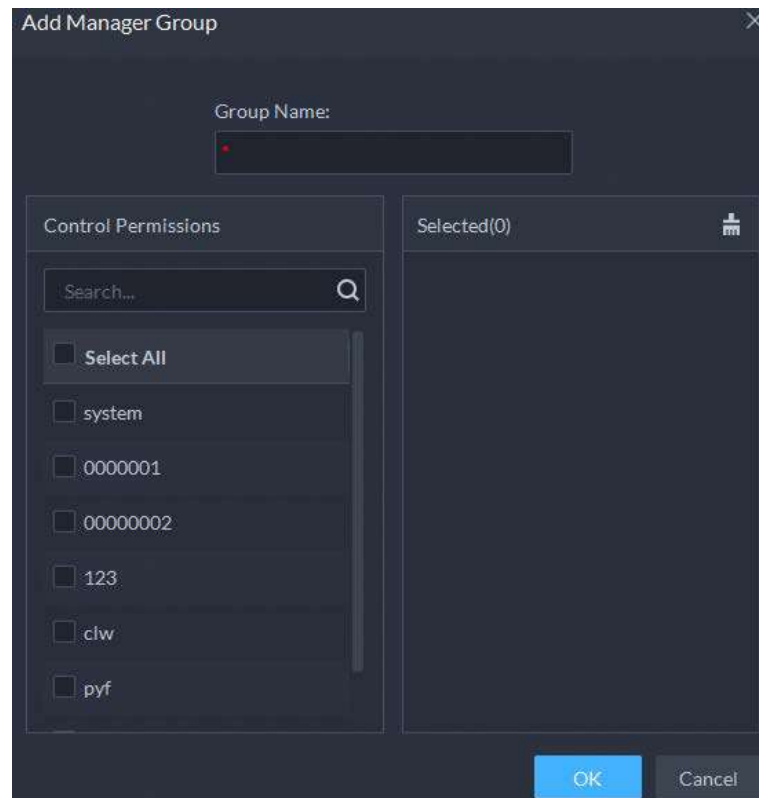 Add Manager Group
Group Name:
*
Control Permissions
Selected(0)
Search...
Select All
system
0000001
00000002
123
clw
pyf
OK
Cancel